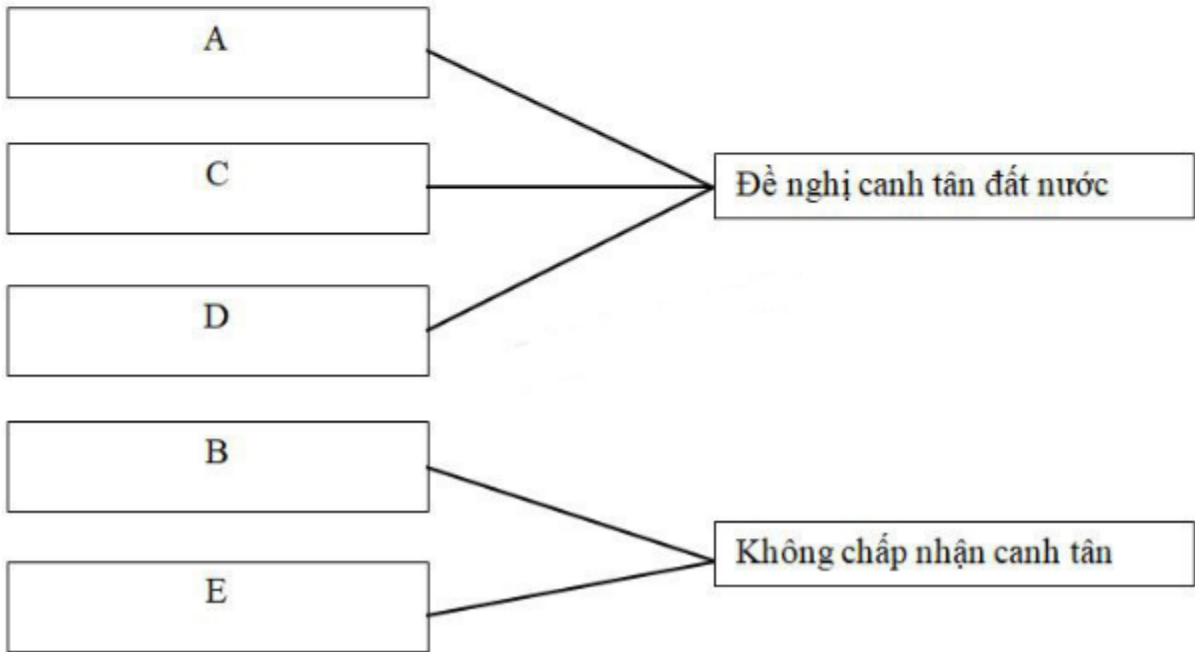 A
C
Đề nghị canh tân đất nước
D
B
Không chấp nhận canh tân
E